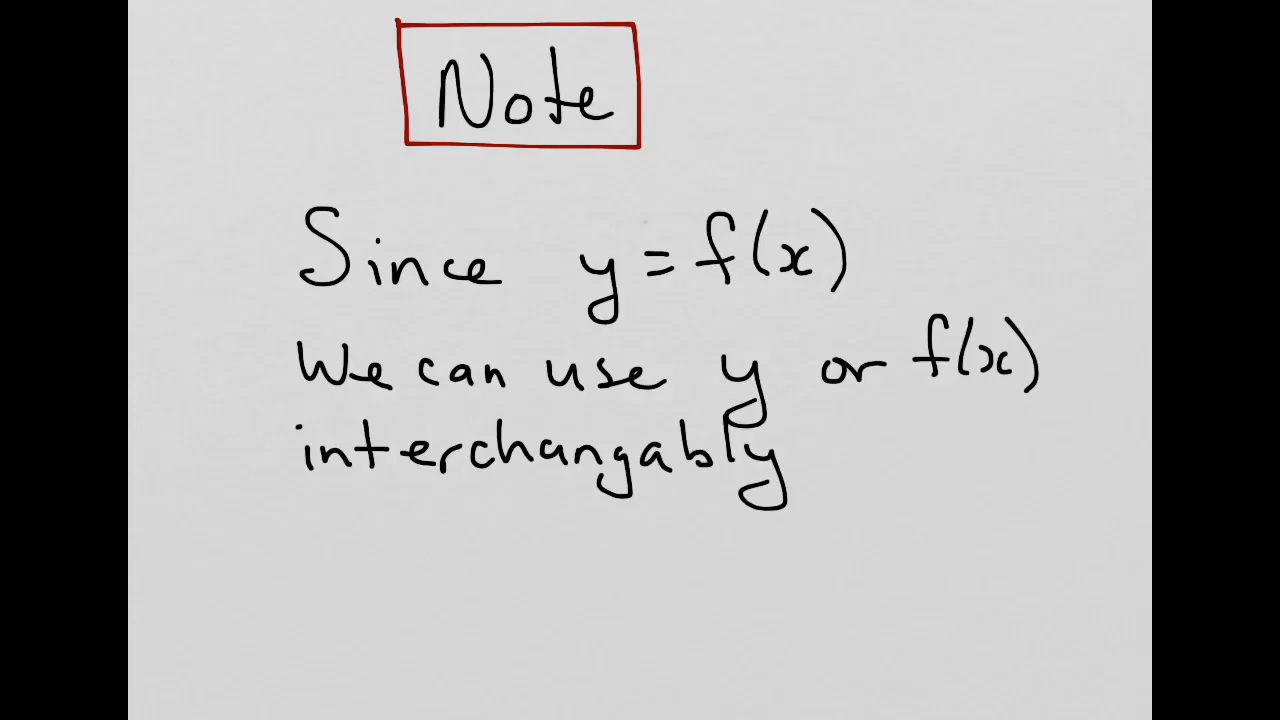 Note
Since y = f(x)
We can use y or f(x)
interchangably